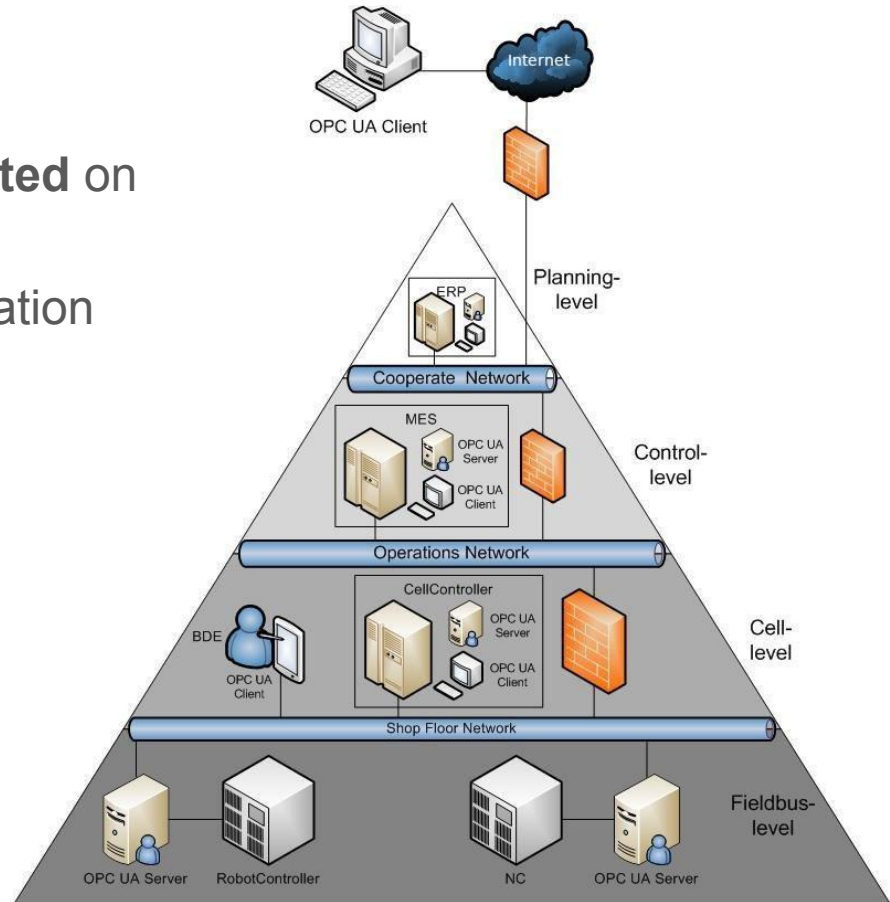 Internet
OPC UA Client
ted on
ation
Planning-
level
ERP
Cooperate Network
MES
OPC UA
Server
OPC UA
Client
Control-
level
Operations Network
CellController
BDE
OPC UA
Client
OPC UA
Server
OPC UA
Client
Cell-
level
Shop Floor Network
Fieldbus-
level
OPC UA Server
RobotController
NC
OPC UA Server